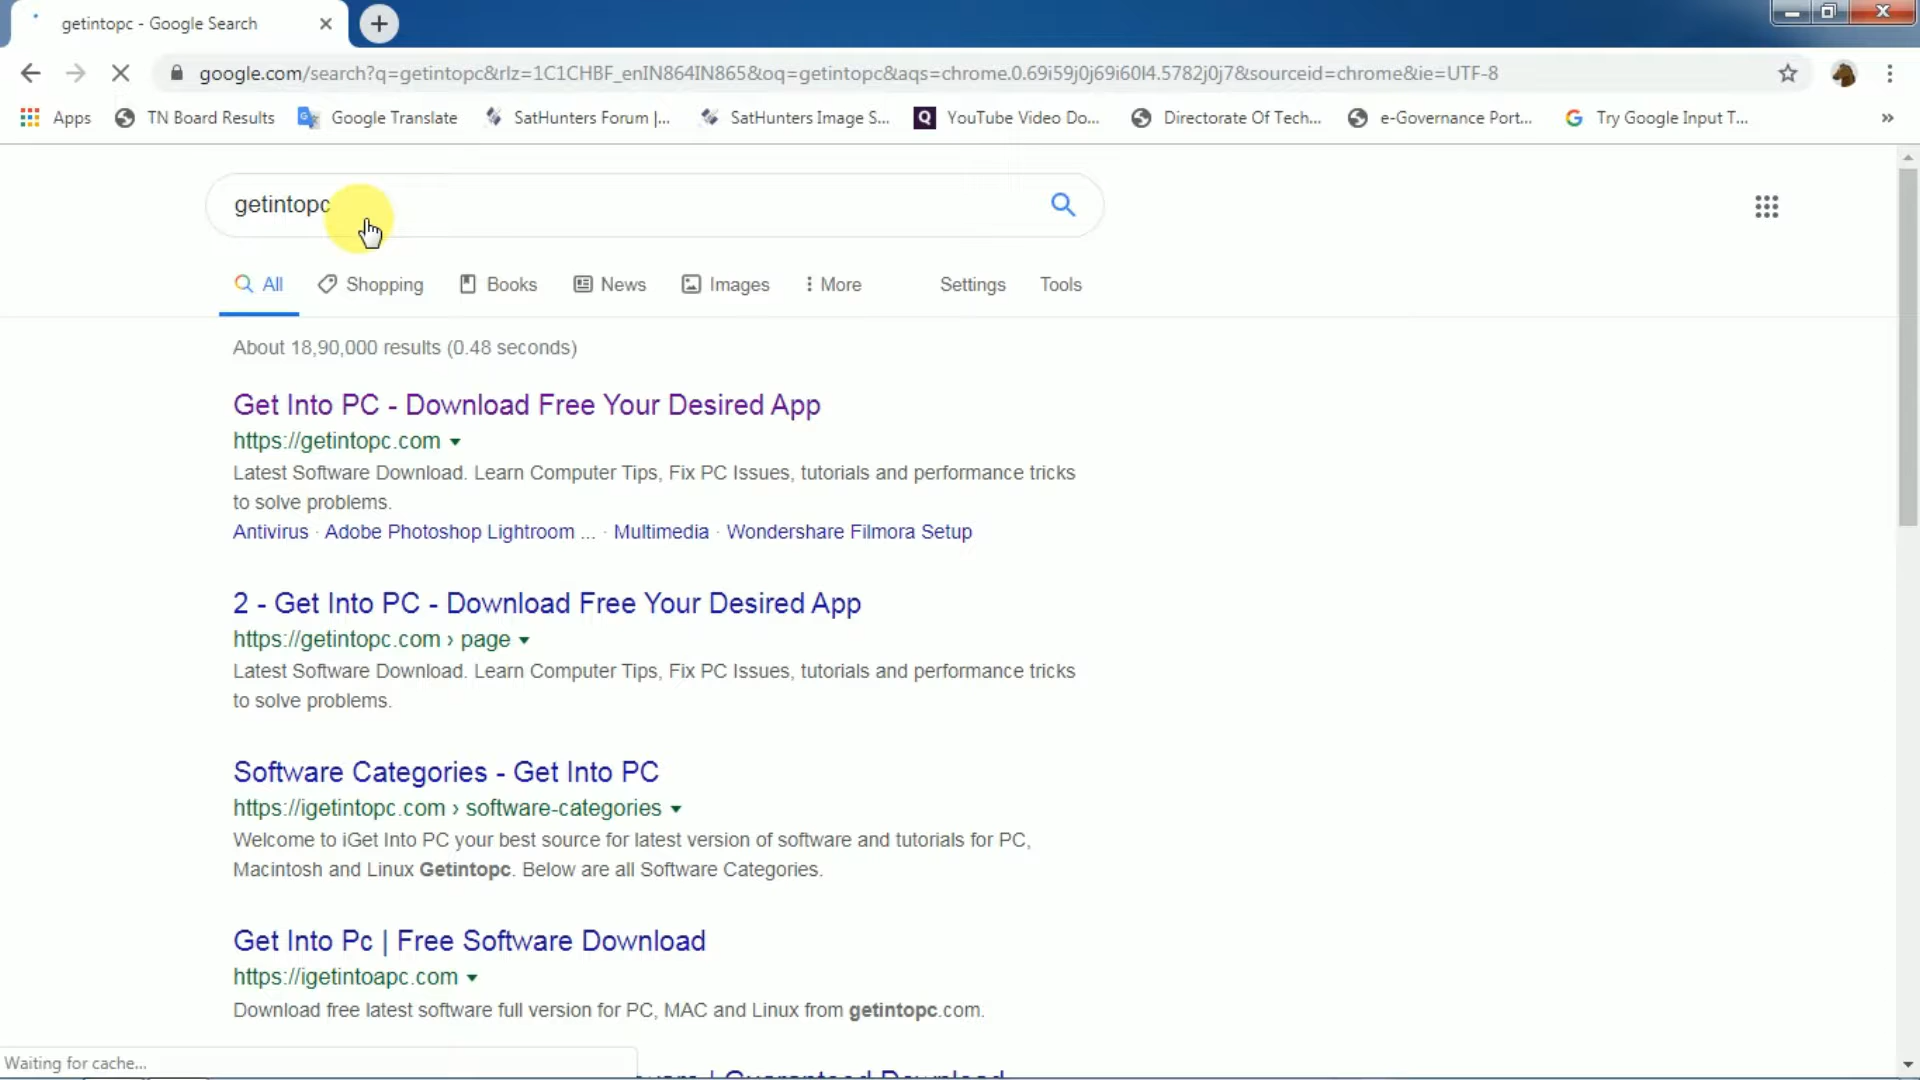 getintopc - Google Search
google.com/search?q=getintopc&rlz=1C1CHBF_enIN864IN865&oq=getintopc&aqs=chrome.0.69i59j0j69i60l4.5782j0j7&sourceid=chrome&ie=UTF-8
Apps TN Board Results Google Translate SatHunters Forum |... SatHunters Image S... YouTube Video Do... Directorate Of Tech... e-Governance Port... Try Google Input T... »
getintopc
All Shopping Books News Images More Settings Tools
About 18,90,000 results (0.48 seconds)
Get Into PC - Download Free Your Desired App
https://getintopc.com
Latest Software Download. Learn Computer Tips, Fix PC Issues, tutorials and performance tricks
to solve problems.
Antivirus · Adobe Photoshop Lightroom ... · Multimedia · Wondershare Filmora Setup
2 - Get Into PC - Download Free Your Desired App
https://getintopc.com › page
Latest Software Download. Learn Computer Tips, Fix PC Issues, tutorials and performance tricks
to solve problems.
Software Categories - Get Into PC
https://igetintopc.com › software-categories
Welcome to iGet Into PC your best source for latest version of software and tutorials for PC,
Macintosh and Linux Getintopc. Below are all Software Categories.
Get Into Pc | Free Software Download
https://igetintoapc.com
Download free latest software full version for PC, MAC and Linux from getintopc.com.
Waiting for cache...
| Guaranteed Download